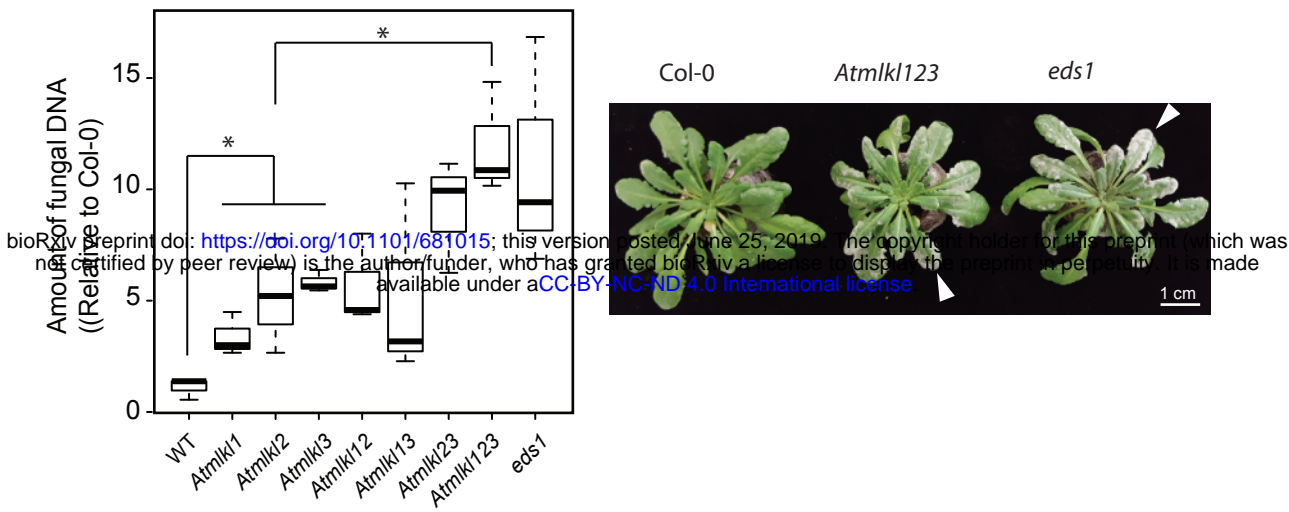 Amount of fungal DNA
((Relative to Col-0)
15
10
5
0
*
*
WT
Atmlkl1
Atmlkl2
Atmlkl3
Atmlkl12
Atmlkl13
Atmlkl23
Atmlkl123
eds1
Col-0
Atmlkl123
eds1
1 cm
bioRxiv preprint doi: https://doi.org/10.1101/681015; this version posted June 25, 2019. The copyright holder for this preprint (which was
not certified by peer review) is the author/funder, who has granted bioRxiv a license to display the preprint in perpetuity. It is made
available under aCC-BY-NC-ND 4.0 International license.